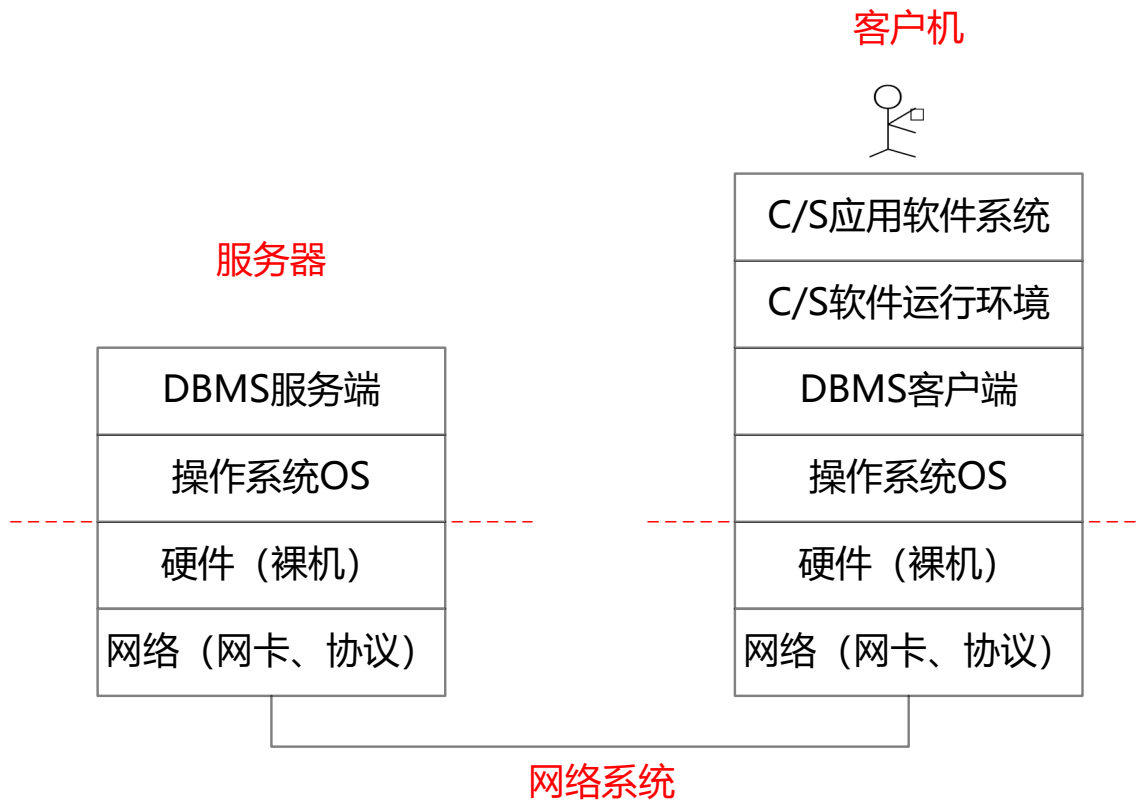 客户机
C/S应用软件系统
服务器
C/S软件运行环境
DBMS服务端
DBMS客户端
操作系统OS
操作系统OS
硬件（裸机）
硬件（裸机）
网络（网卡、协议）
网络（网卡、协议）
网络系统